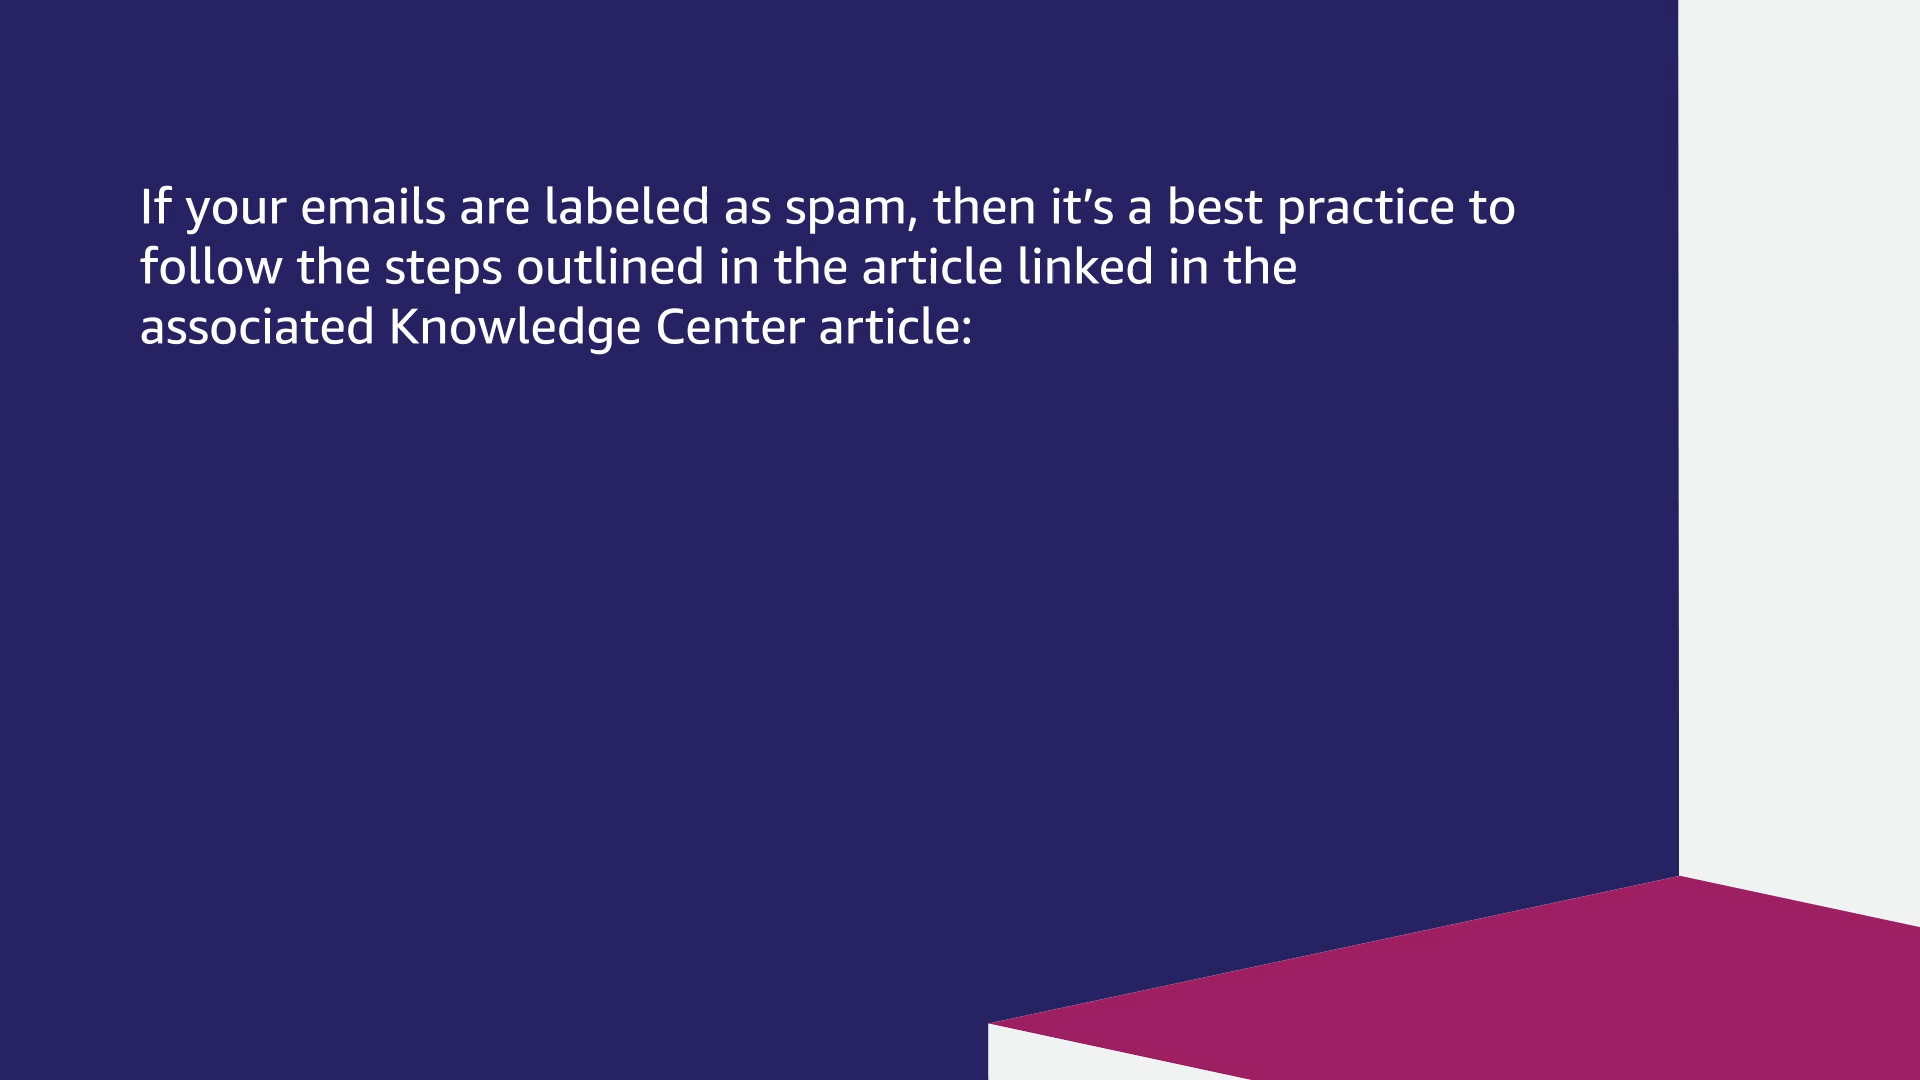 If your emails are labeled as spam, then it’s a best practice to
follow the steps outlined in the article linked in the
associated Knowledge Center article: